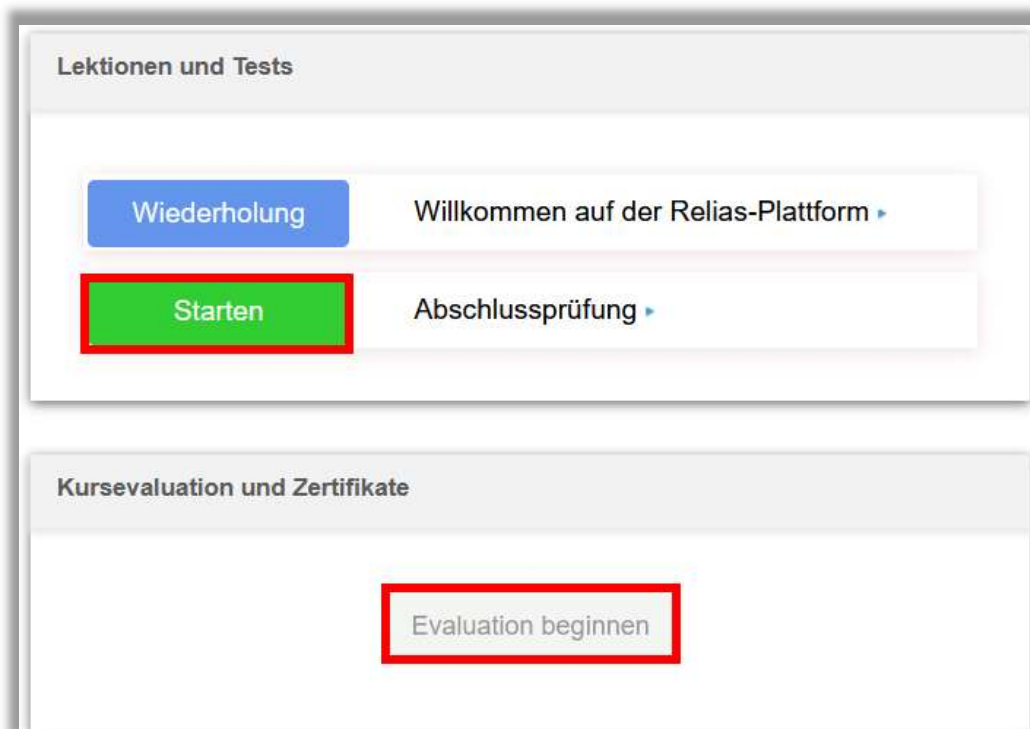 Lektionen und Tests
Wiederholung Willkommen auf der Relias-Plattform
Starten Abschlussprüfung
Kursevaluation und Zertifikate
Evaluation beginnen